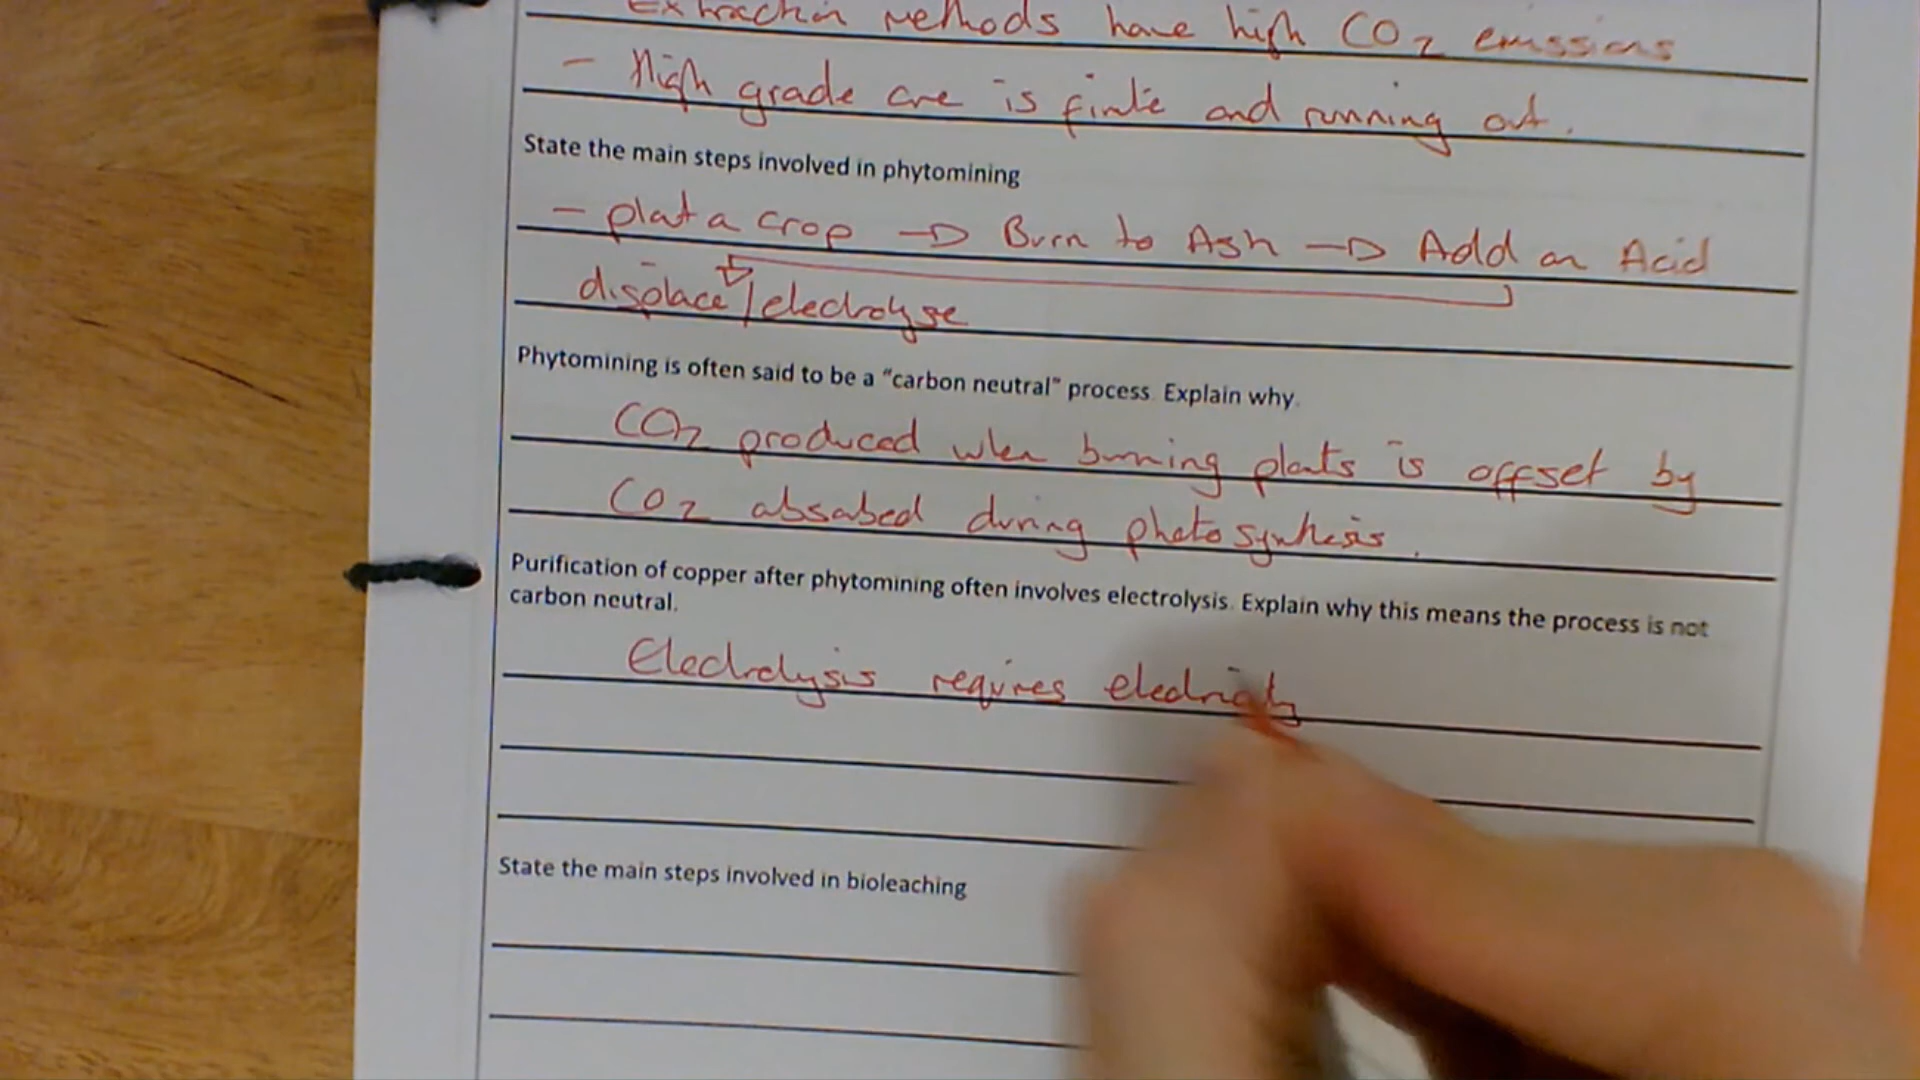 Extraction methods have high CO2 emissions
- High grade ore is finite and running out.
State the main steps involved in phytomining
- plat a crop → Burn to Ash → Add an Acid
displace/electrolyse
Phytomining is often said to be a “carbon neutral” process. Explain why.
CO2 produced when burning plants is offset by
CO2 absorbed during photosynthesis.
Purification of copper after phytomining often involves electrolysis. Explain why this means the process is not
carbon neutral.
Electrolysis requires electricity
State the main steps involved in bioleaching